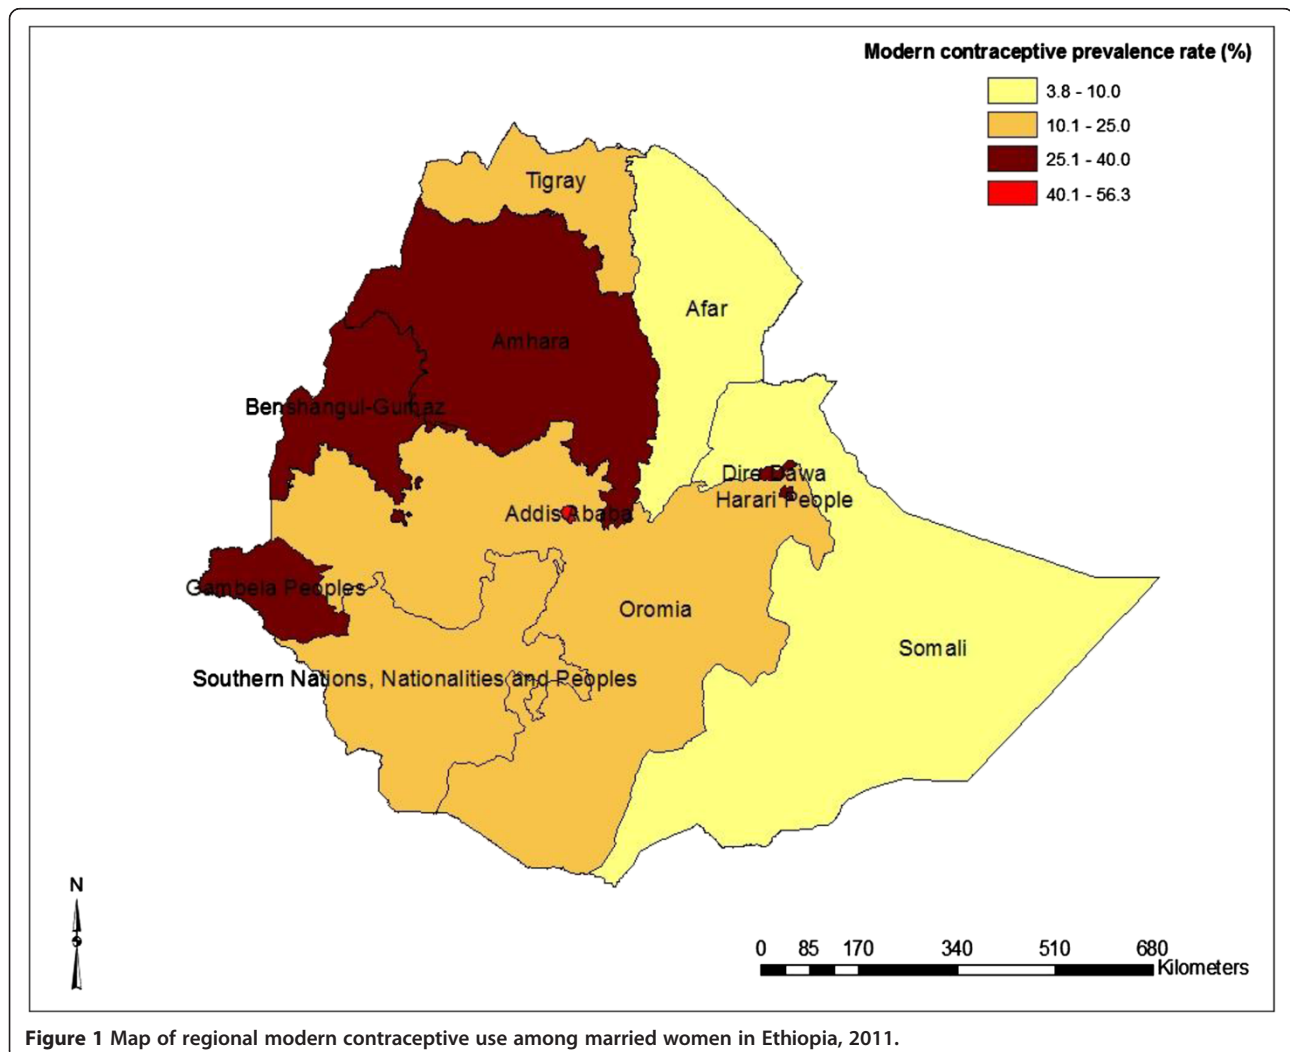 Modern contraceptive prevalence rate (%)
3.8 - 10.0
10.1 - 25.0
25.1 - 40.0
40.1 - 56.3
Tigray
Afar
Amhara
Benshangul-Gumaz
Dire Dawa
Harari People
Addis Ababa
Gambela Peoples
Oromia
Somali
Southern Nations, Nationalities and Peoples
N
0 85 170 340 510 680
Kilometers
Figure 1 Map of regional modern contraceptive use among married women in Ethiopia, 2011.